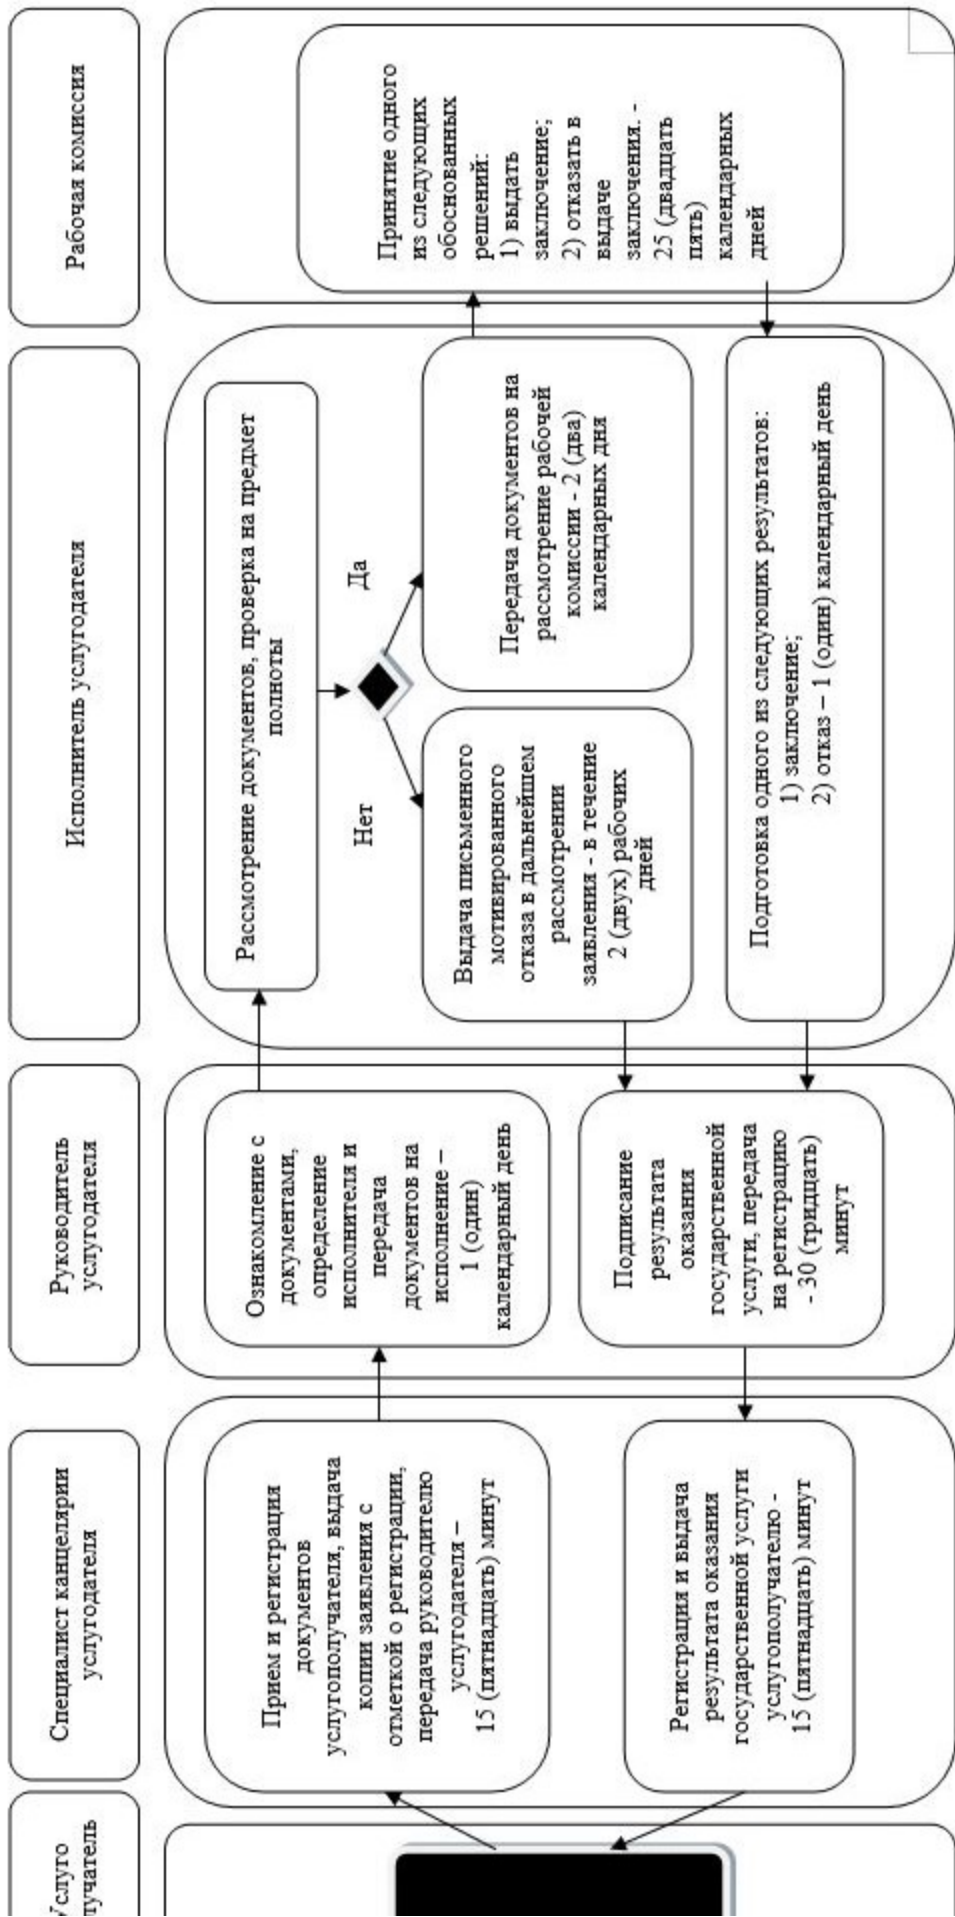 Услуго
лучатель
Специалист канцелярии
услугодателя
Руководитель
услугодателя
Исполнитель услугодателя
Рабочая комиссия
Прием и регистрация
документов
услугополучателя, выдача
копии заявления с
отметкой о регистрации,
передача руководителю
услугодателя –
15 (пятнадцать) минут
Ознакомление с
документами,
определение
исполнителя и
передача
документов на
исполнение –
1 (один)
календарный день
Рассмотрение документов, проверка на предмет
полноты
Нет
Да
Выдача письменного
мотивированного
отказа в дальнейшем
рассмотрении
заявления - в течение
2 (двух) рабочих
дней
Передача документов на
рассмотрение рабочей
комиссии - 2 (два)
календарных дня
Принятие одного
из следующих
обоснованных
решений:
1) выдать
заключение;
2) отказать в
выдаче
заключения. -
25 (двадцать
пять)
календарных
дней
Подготовка одного из следующих результатов:
1) заключение;
2) отказ – 1 (один) календарный день
Подписание
результата
оказания
государственной
услуги, передача
на регистрацию
- 30 (тридцать)
минут
Регистрация и выдача
результата оказания
государственной услуги
услугополучателю -
15 (пятнадцать) минут